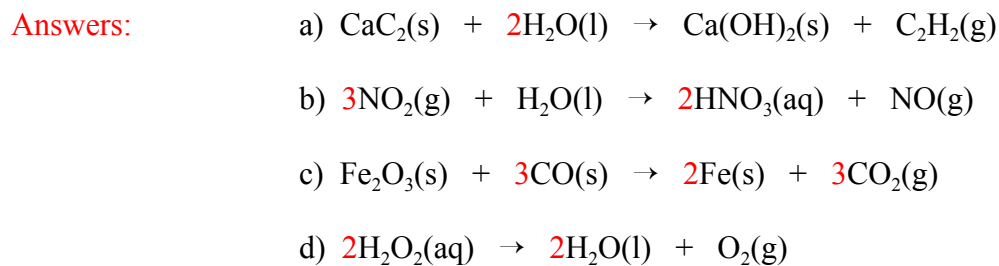 Answers: a) CaC₂(s) + 2H₂O(l) → Ca(OH)₂(s) + C₂H₂(g)
b) 3NO₂(g) + H₂O(l) → 2HNO₃(aq) + NO(g)
c) Fe₂O₃(s) + 3CO(s) → 2Fe(s) + 3CO₂(g)
d) 2H₂O₂(aq) → 2H₂O(l) + O₂(g)